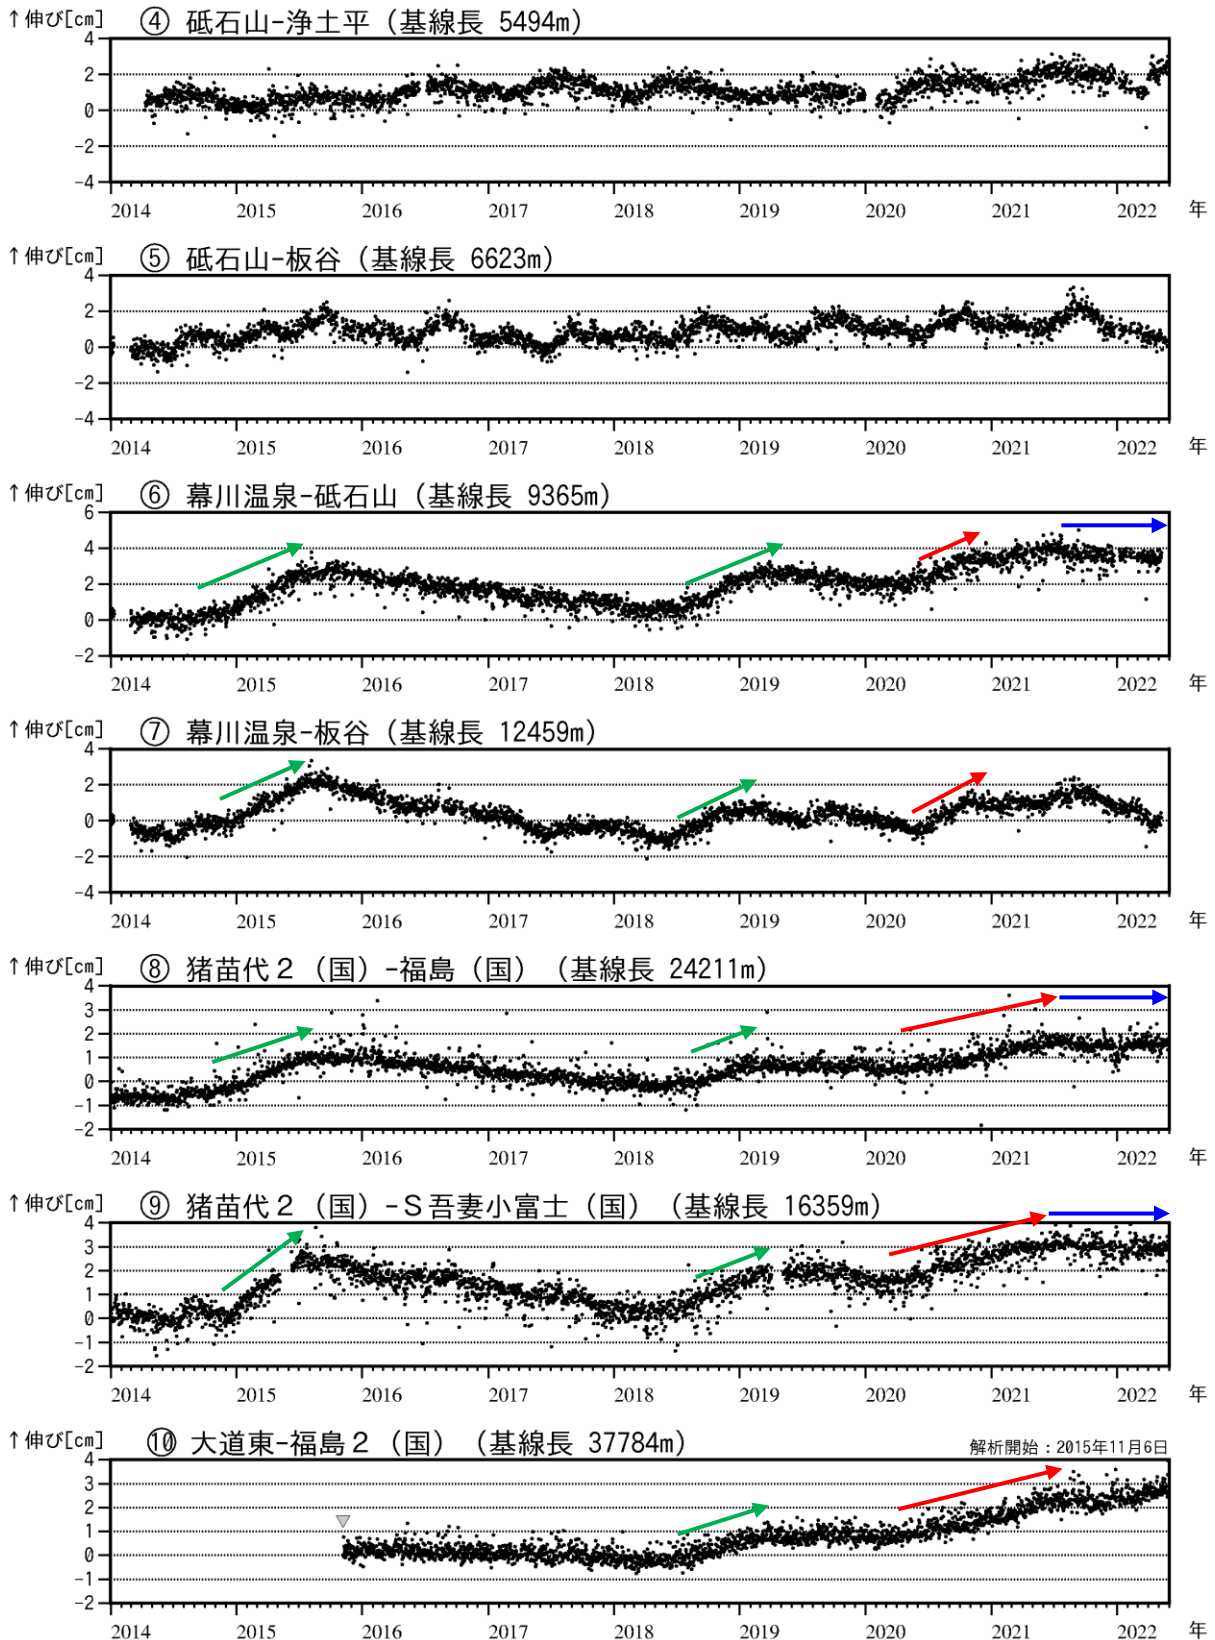 ↑伸び[cm] ④ 砥石山-浄土平（基線長 5494m）
4
2
0
-2
-4
2014 2015 2016 2017 2018 2019 2020 2021 2022 年
↑伸び[cm] ⑤ 砥石山-板谷（基線長 6623m）
4
2
0
-2
-4
2014 2015 2016 2017 2018 2019 2020 2021 2022 年
↑伸び[cm] ⑥ 幕川温泉-砥石山（基線長 9365m）
6
4
2
0
-2
2014 2015 2016 2017 2018 2019 2020 2021 2022 年
↑伸び[cm] ⑦ 幕川温泉-板谷（基線長 12459m）
4
2
0
-2
-4
2014 2015 2016 2017 2018 2019 2020 2021 2022 年
↑伸び[cm] ⑧ 猪苗代２（国）-福島（国）（基線長 24211m）
4
3
2
1
0
-1
-2
2014 2015 2016 2017 2018 2019 2020 2021 2022 年
↑伸び[cm] ⑨ 猪苗代２（国）-Ｓ吾妻小富士（国）（基線長 16359m）
4
3
2
1
0
-1
-2
2014 2015 2016 2017 2018 2019 2020 2021 2022 年
↑伸び[cm] ⑩ 大道東-福島２（国）（基線長 37784m） 解析開始：2015年11月6日
4
3
2
1
0
-1
-2
2014 2015 2016 2017 2018 2019 2020 2021 2022 年